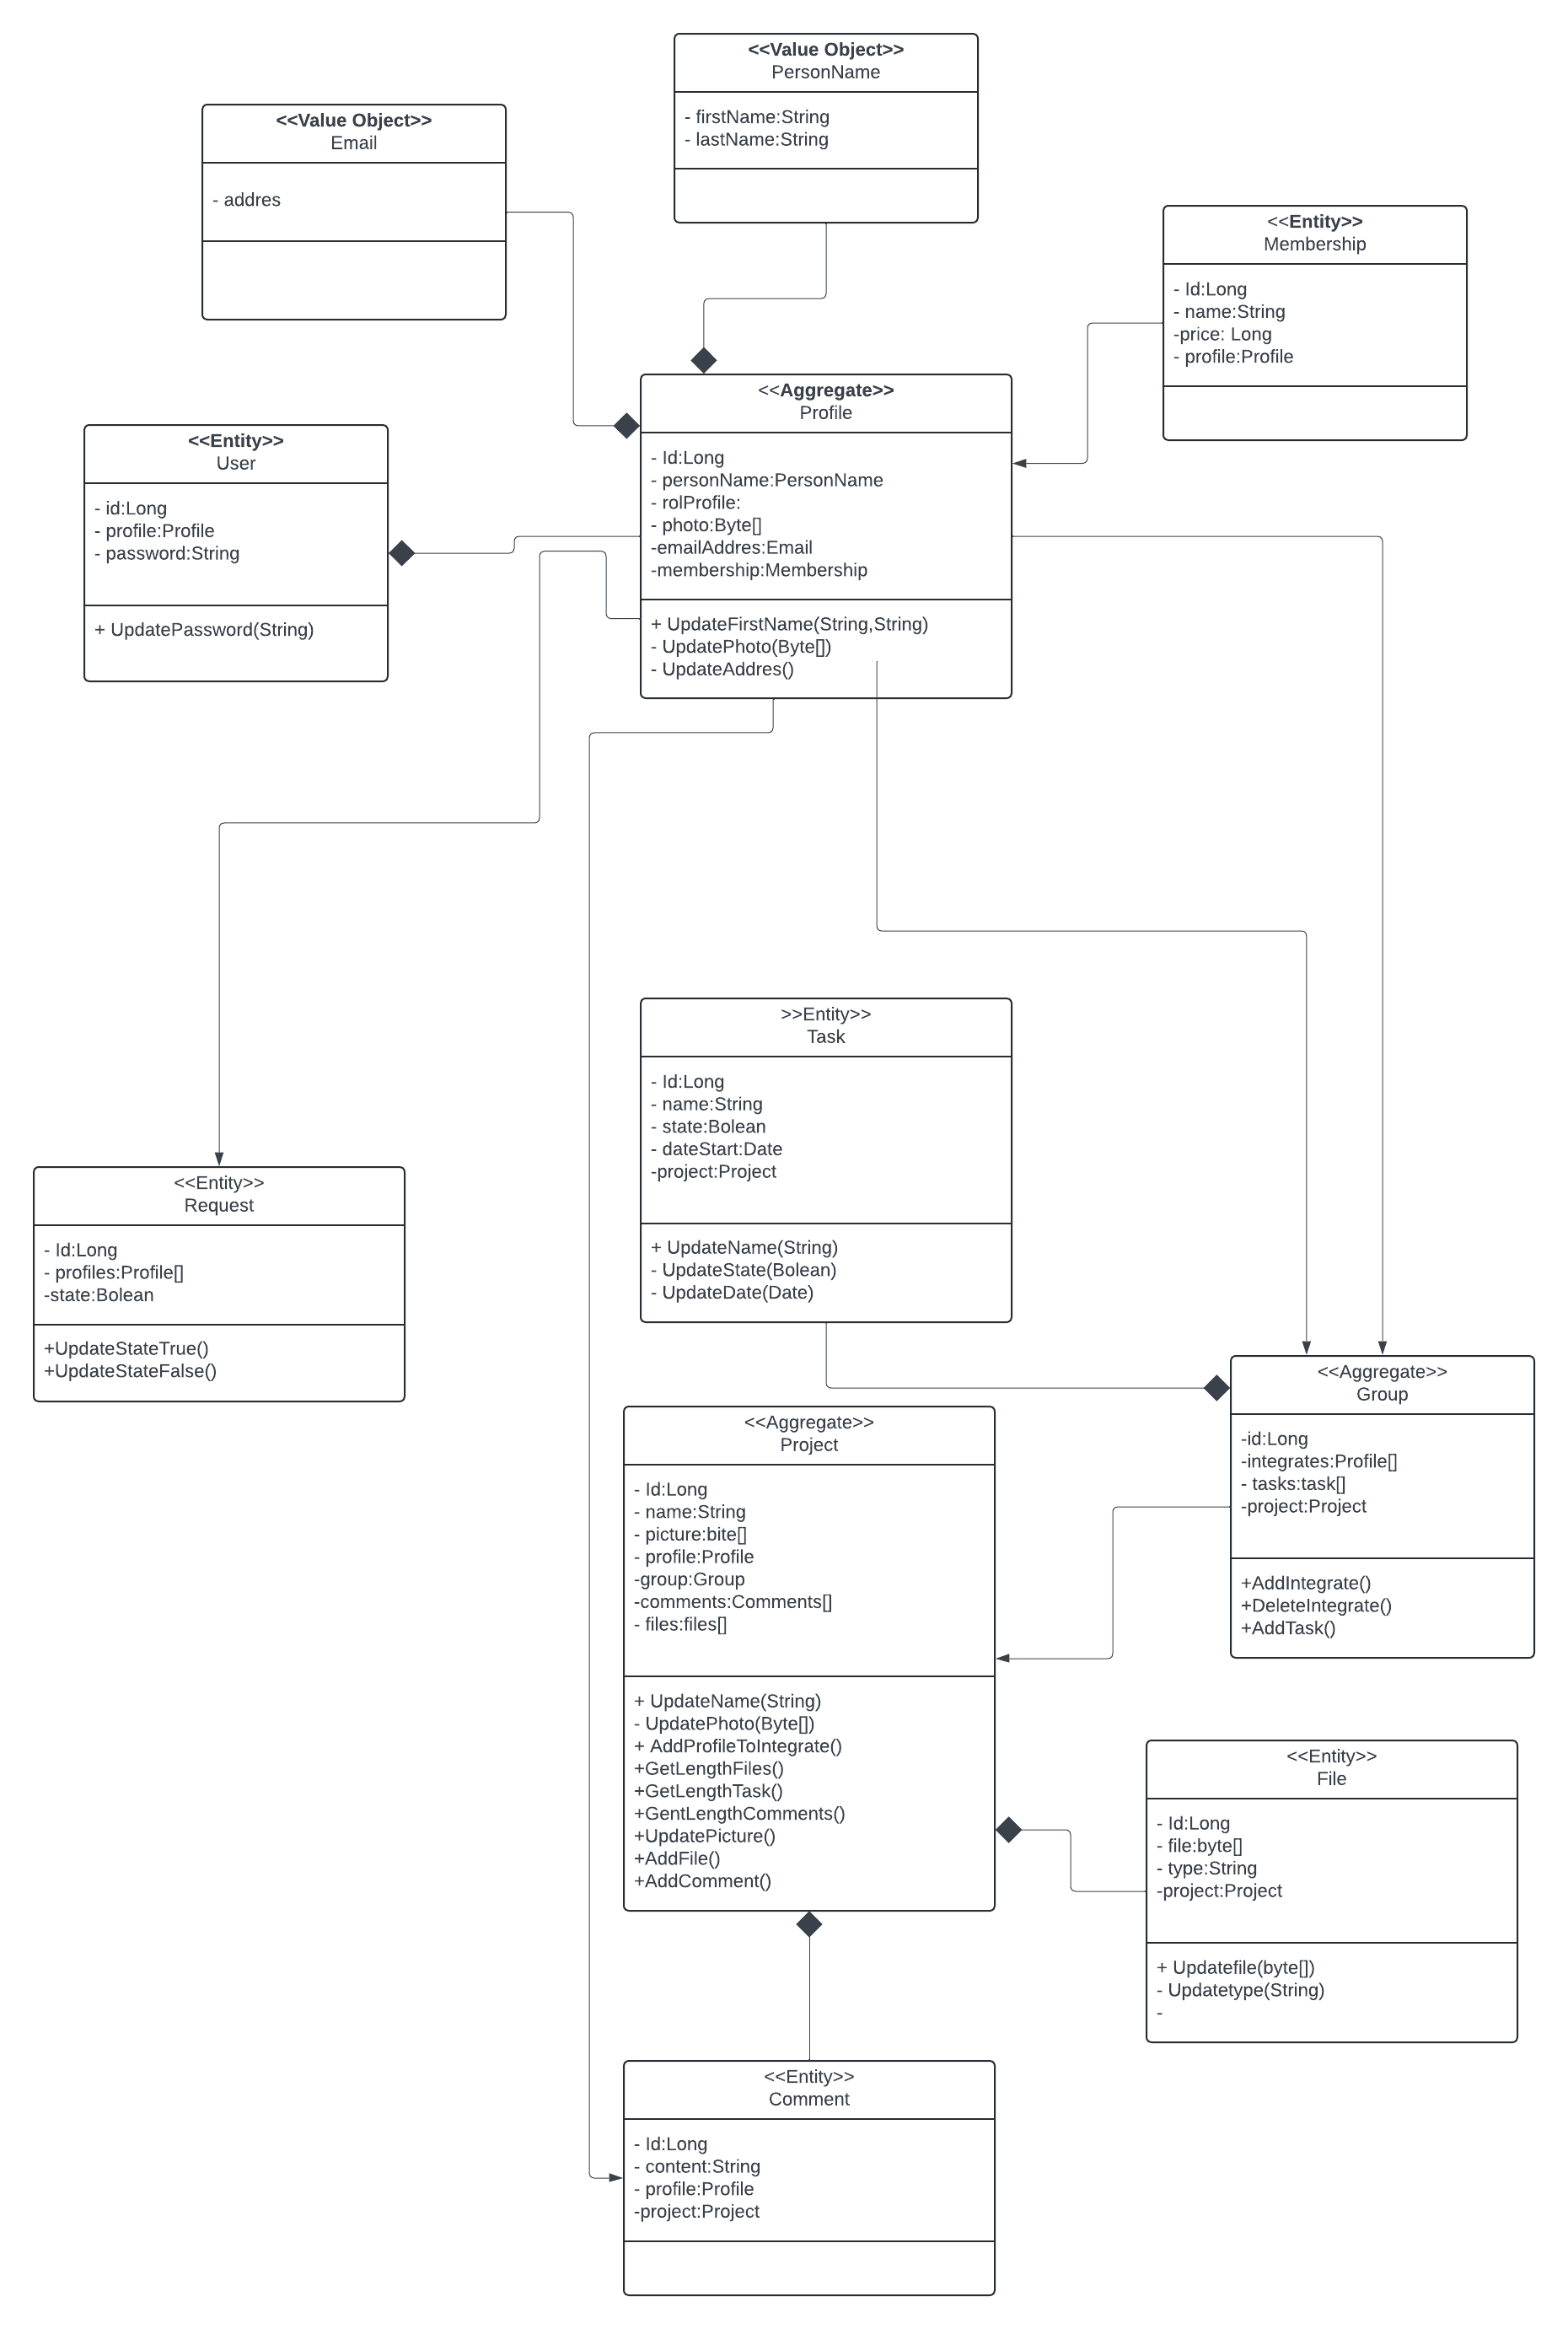 <<Value Object>>
PersonName
- firstName:String
- lastName:String
<<Value Object>>
Email
- addres
<<Entity>>
Membership
- Id:Long
- name:String
-price: Long
- profile:Profile
<<Aggregate>>
Profile
- Id:Long
- personName:PersonName
- rolProfile:
- photo:Byte[]
-emailAddres:Email
-membership:Membership
+ UpdateFirstName(String,String)
- UpdatePhoto(Byte[])
- UpdateAddres()
<<Entity>>
User
- id:Long
- profile:Profile
- password:String
+ UpdatePassword(String)
>>Entity>>
Task
- Id:Long
- name:String
- state:Bolean
- dateStart:Date
-project:Project
+ UpdateName(String)
- UpdateState(Bolean)
- UpdateDate(Date)
<<Entity>>
Request
- Id:Long
- profiles:Profile[]
-state:Bolean
+UpdateStateTrue()
+UpdateStateFalse()
<<Aggregate>>
Group
-id:Long
-integrates:Profile[]
- tasks:task[]
-project:Project
+AddIntegrate()
+DeleteIntegrate()
+AddTask()
<<Aggregate>>
Project
- Id:Long
- name:String
- picture:bite[]
- profile:Profile
-group:Group
-comments:Comments[]
- files:files[]
+ UpdateName(String)
- UpdatePhoto(Byte[])
+ AddProfileToIntegrate()
+GetLengthFiles()
+GetLengthTask()
+GentLengthComments()
+UpdatePicture()
+AddFile()
+AddComment()
<<Entity>>
File
- Id:Long
- file:byte[]
- type:String
-project:Project
+ Updatefile(byte[])
- Updatetype(String)
-
<<Entity>>
Comment
- Id:Long
- content:String
- profile:Profile
-project:Project